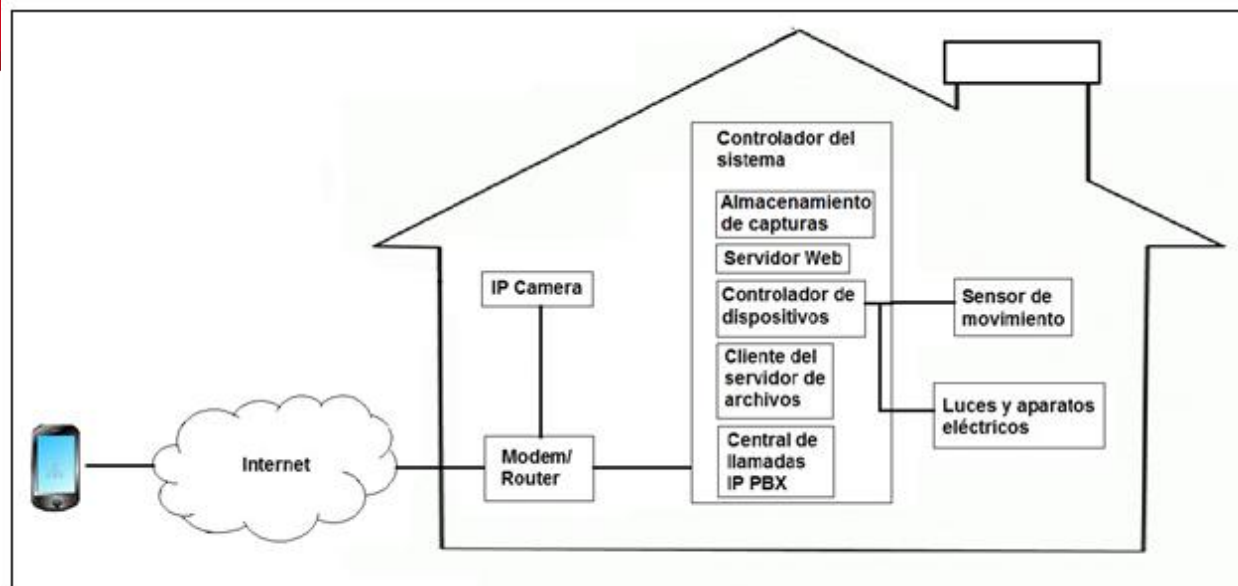 Controlador del
sistema
Almacenamiento
de capturas
Servidor Web
IP Camera
Controlador de
dispositivos
Sensor de
movimiento
Cliente del
servidor de
archivos
Luces y aparatos
eléctricos
Internet
Modem/
Router
Central de
llamadas
IP PBX